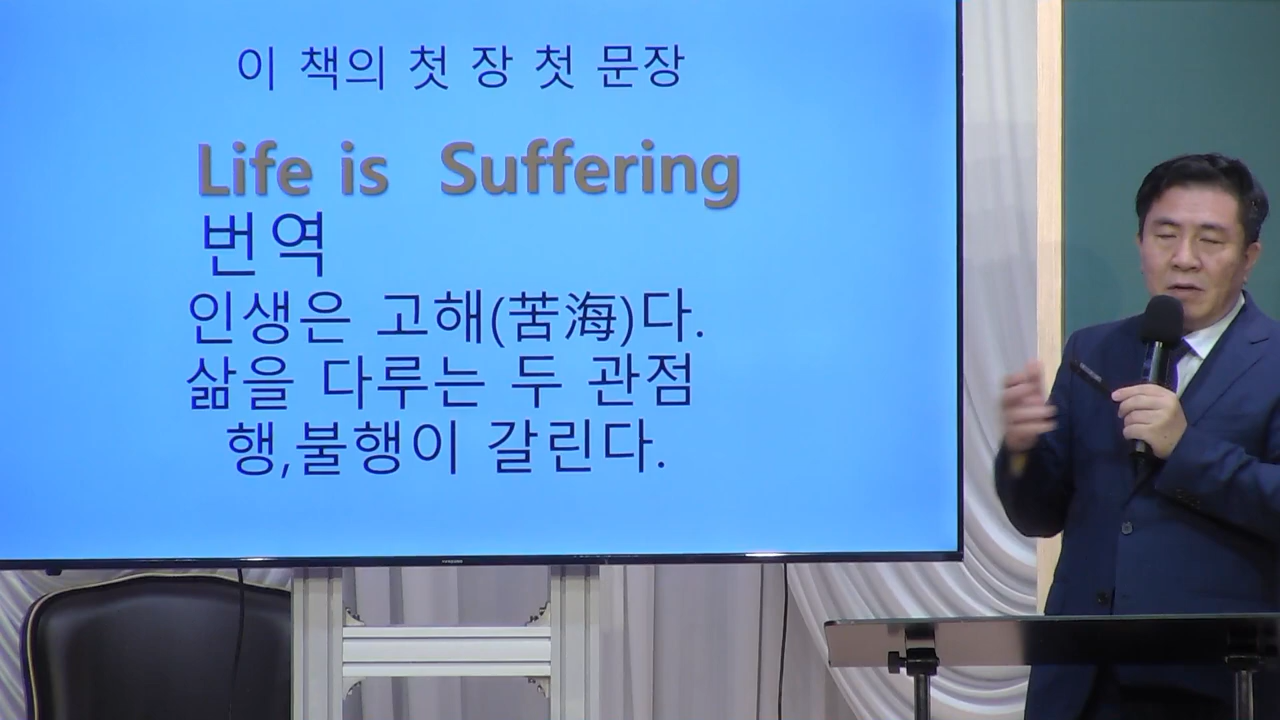 이 책의 첫 장 첫 문장
Life is Suffering
번역
인생은 고해(苦海)다.
삶을 다루는 두 관점
행,불행이 갈린다.